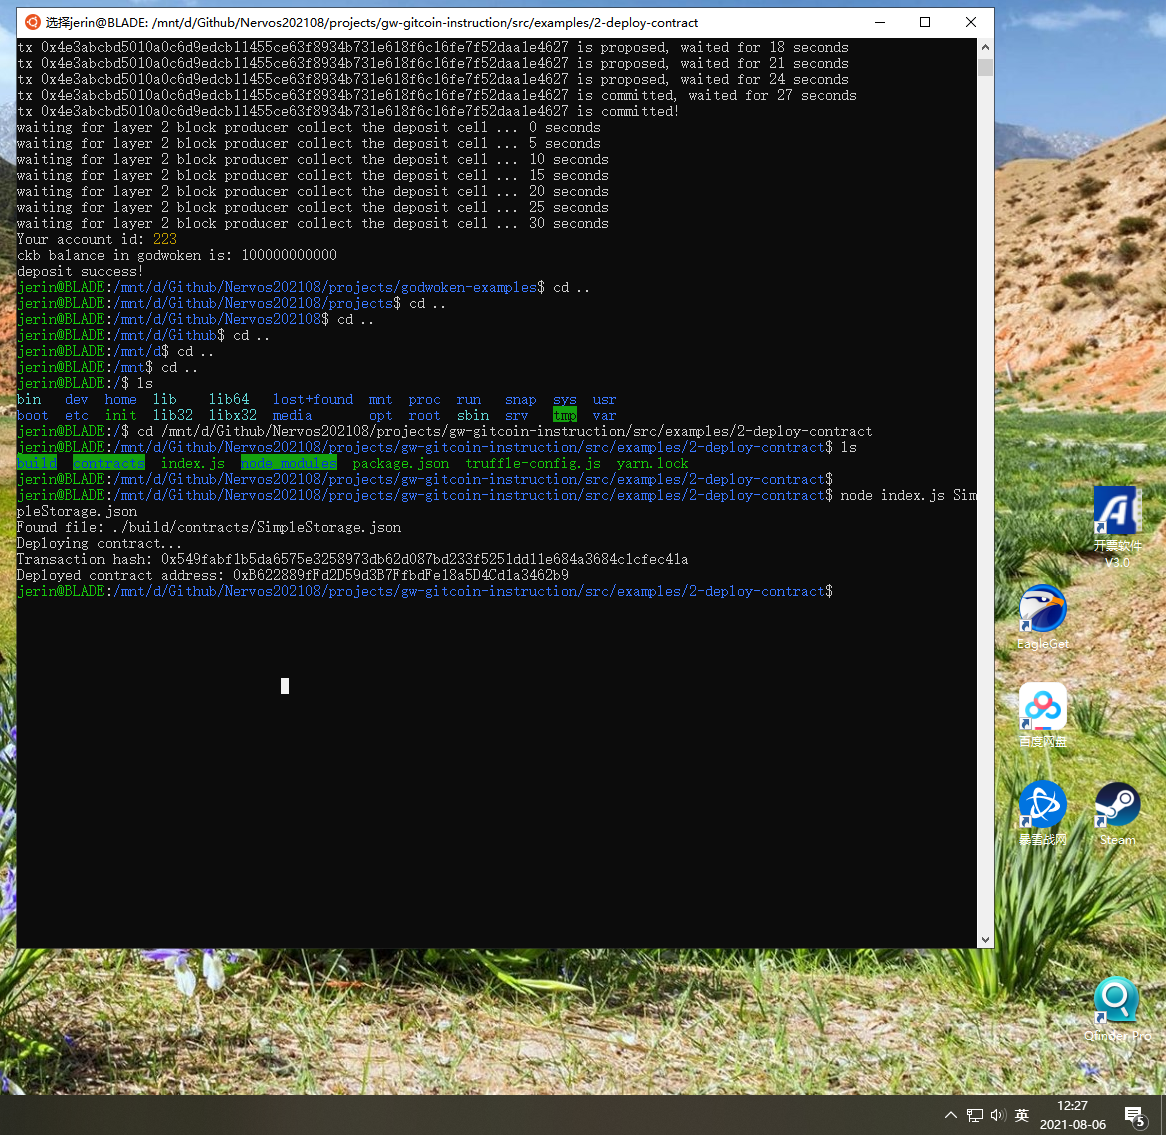 选择jerin@BLADE: /mnt/d/Github/Nervos202108/projects/gw-gitcoin-instruction/src/examples/2-deploy-contract
tx 0x4e3abcbd5010a0c6d9edcb11455ce63f8934b731e618f6c16fe7f52daa1e4627 is proposed, waited for 18 seconds
tx 0x4e3abcbd5010a0c6d9edcb11455ce63f8934b731e618f6c16fe7f52daa1e4627 is proposed, waited for 21 seconds
tx 0x4e3abcbd5010a0c6d9edcb11455ce63f8934b731e618f6c16fe7f52daa1e4627 is proposed, waited for 24 seconds
tx 0x4e3abcbd5010a0c6d9edcb11455ce63f8934b731e618f6c16fe7f52daa1e4627 is committed, waited for 27 seconds
tx 0x4e3abcbd5010a0c6d9edcb11455ce63f8934b731e618f6c16fe7f52daa1e4627 is committed!
waiting for layer 2 block producer collect the deposit cell ... 0 seconds
waiting for layer 2 block producer collect the deposit cell ... 5 seconds
waiting for layer 2 block producer collect the deposit cell ... 10 seconds
waiting for layer 2 block producer collect the deposit cell ... 15 seconds
waiting for layer 2 block producer collect the deposit cell ... 20 seconds
waiting for layer 2 block producer collect the deposit cell ... 25 seconds
waiting for layer 2 block producer collect the deposit cell ... 30 seconds
Your account id: 223
ckb balance in godwoken is: 100000000000
deposit success!
jerin@BLADE:/mnt/d/Github/Nervos202108/projects/godwoken-examples$ cd ..
jerin@BLADE:/mnt/d/Github/Nervos202108/projects$ cd ..
jerin@BLADE:/mnt/d/Github/Nervos202108$ cd ..
jerin@BLADE:/mnt/d/Github$ cd ..
jerin@BLADE:/mnt/d$ cd ..
jerin@BLADE:/mnt$ cd ..
jerin@BLADE:/$ ls
bin dev home lib lib64 lost+found mnt proc run snap sys usr
boot etc init lib32 libx32 media opt root sbin srv tmp var
jerin@BLADE:/$ cd /mnt/d/Github/Nervos202108/projects/gw-gitcoin-instruction/src/examples/2-deploy-contract
jerin@BLADE:/mnt/d/Github/Nervos202108/projects/gw-gitcoin-instruction/src/examples/2-deploy-contract$ ls
build contracts index.js node_modules package.json truffle-config.js yarn.lock
jerin@BLADE:/mnt/d/Github/Nervos202108/projects/gw-gitcoin-instruction/src/examples/2-deploy-contract$
jerin@BLADE:/mnt/d/Github/Nervos202108/projects/gw-gitcoin-instruction/src/examples/2-deploy-contract$ node index.js Sim
pleStorage.json
Found file: ./build/contracts/SimpleStorage.json
Deploying contract...
Transaction hash: 0x549fabf1b5da6575e3258973db62d087bd233f5251dd11e684a3684c1cfec41a
Deployed contract address: 0xB622889fFd2D59d3B7FfbdFe18a5D4Cd1a3462b9
jerin@BLADE:/mnt/d/Github/Nervos202108/projects/gw-gitcoin-instruction/src/examples/2-deploy-contract$
开票软件
V3.0
EagleGet
百度网盘
暴雪战网
Steam
Qfinder Pro
英
12:27
2021-08-06
5